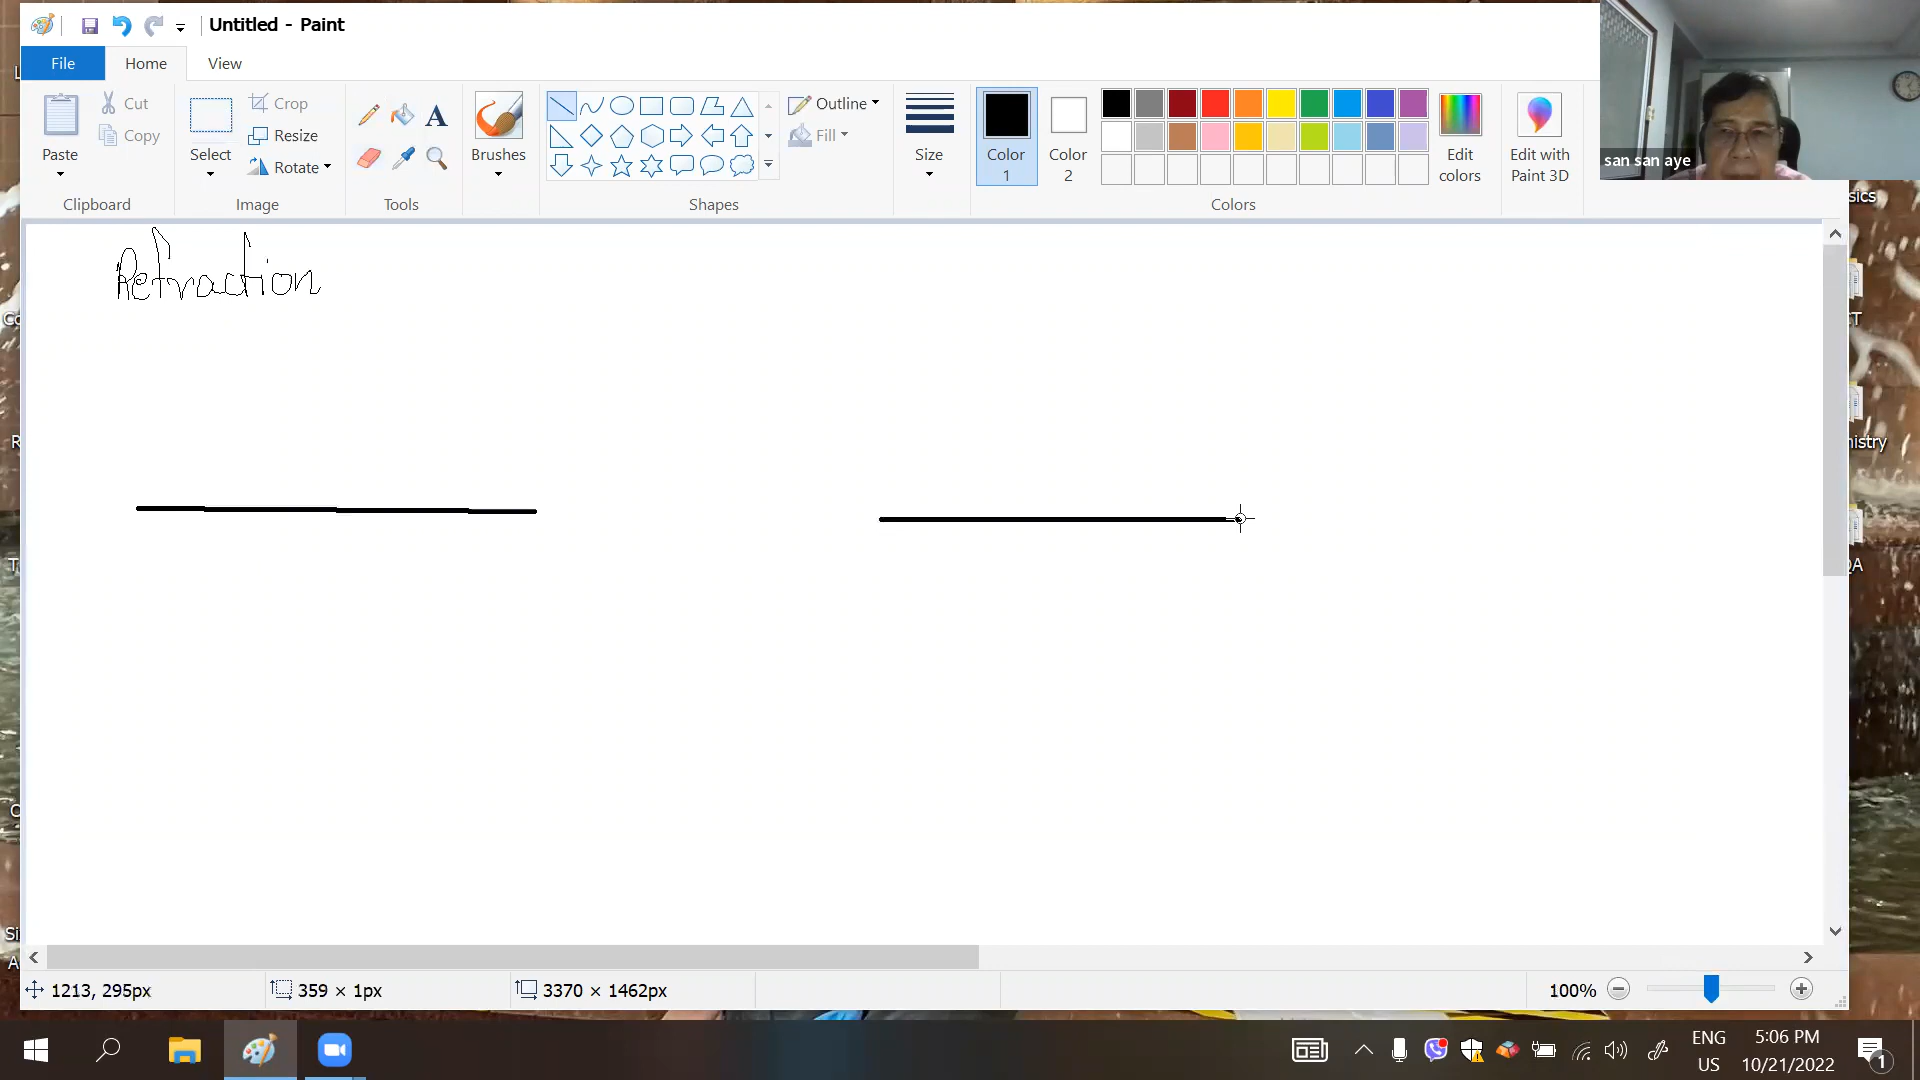 Untitled - Paint
san san aye
File
Home
View
Paste
Cut
Copy
Clipboard
Select
Crop
Resize
Rotate
Image
Tools
Brushes
Shapes
Outline
Fill
Size
Color 1
Color 2
Colors
Edit colors
Edit with Paint 3D
Refraction
1213, 295px
359 × 1px
3370 × 1462px
100%
ENG
US
5:06 PM
10/21/2022
1